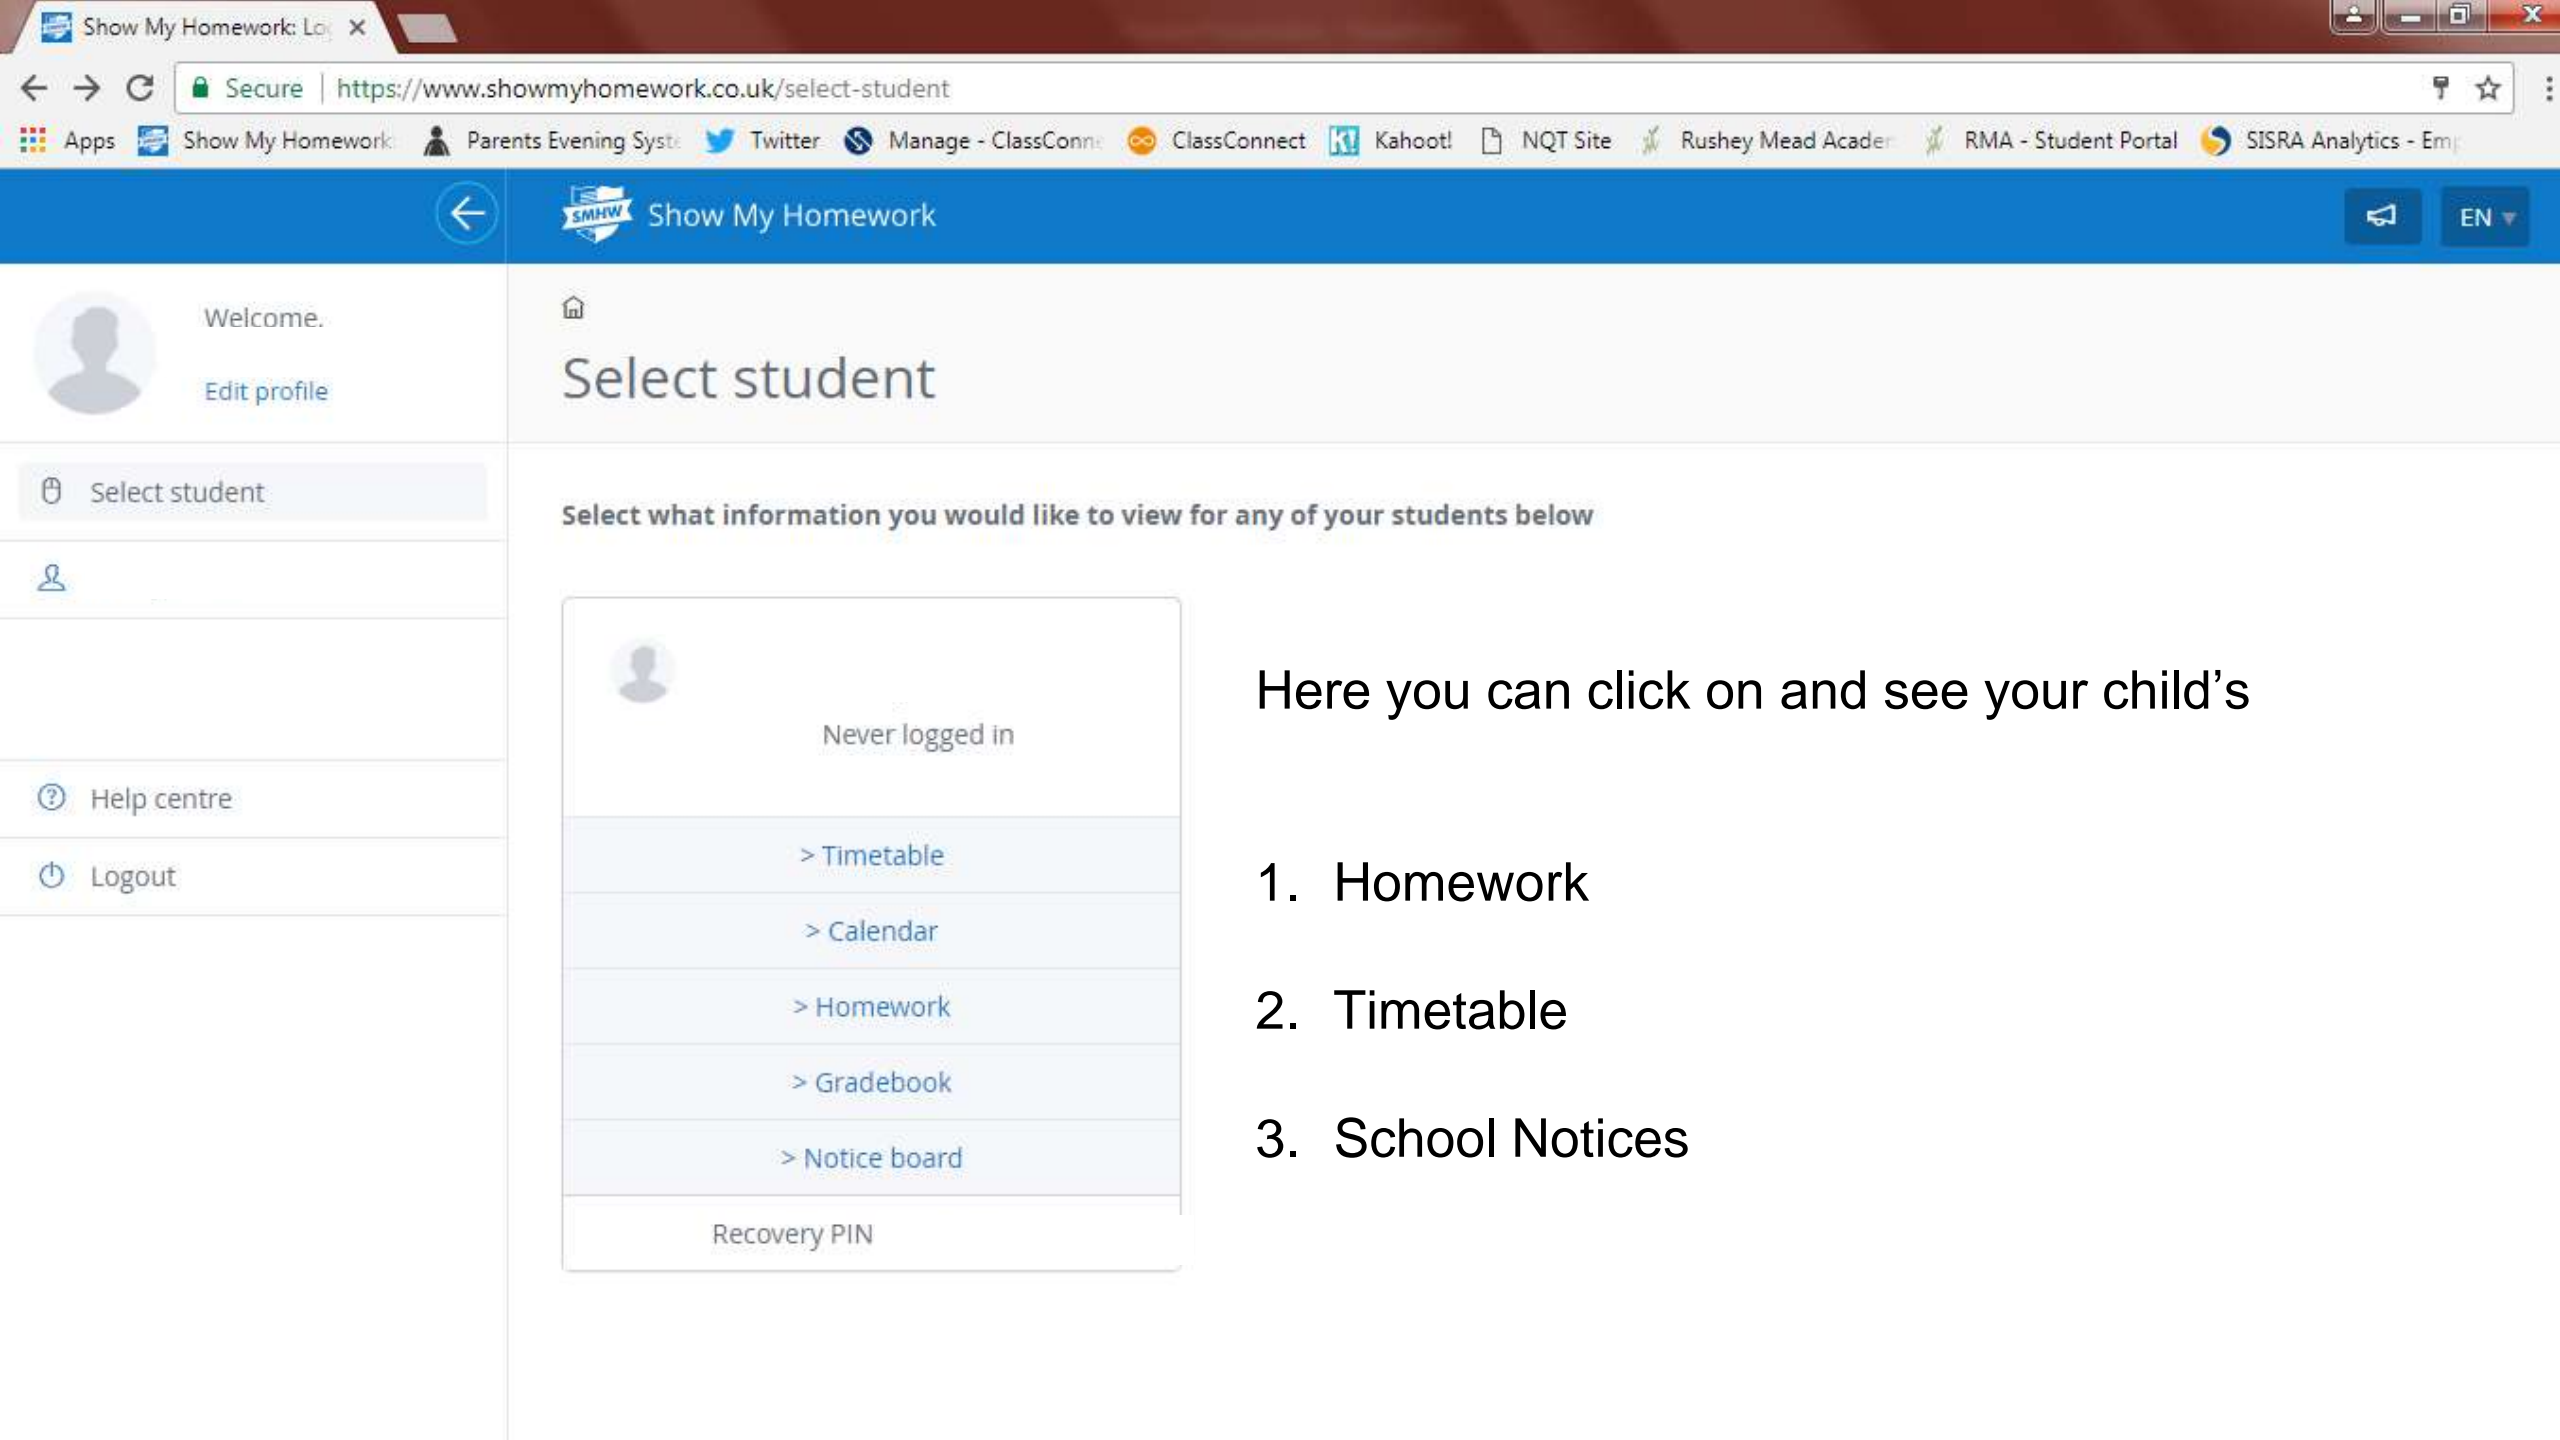 Show My Homework: Lo
Secure | https://www.showmyhomework.co.uk/select-student
Apps Show My Homework: Parents Evening Syst Twitter Manage - ClassConn ClassConnect Kahoot! NQT Site Rushey Mead Acader RMA - Student Portal SISRA Analytics - Emp
SMHW Show My Homework
EN
Welcome.
Edit profile
Select student
Select student
Select what information you would like to view for any of your students below
Never logged in
Help centre
Logout
> Timetable
> Calendar
> Homework
> Gradebook
> Notice board
Recovery PIN
Here you can click on and see your child’s
1. Homework
2. Timetable
3. School Notices